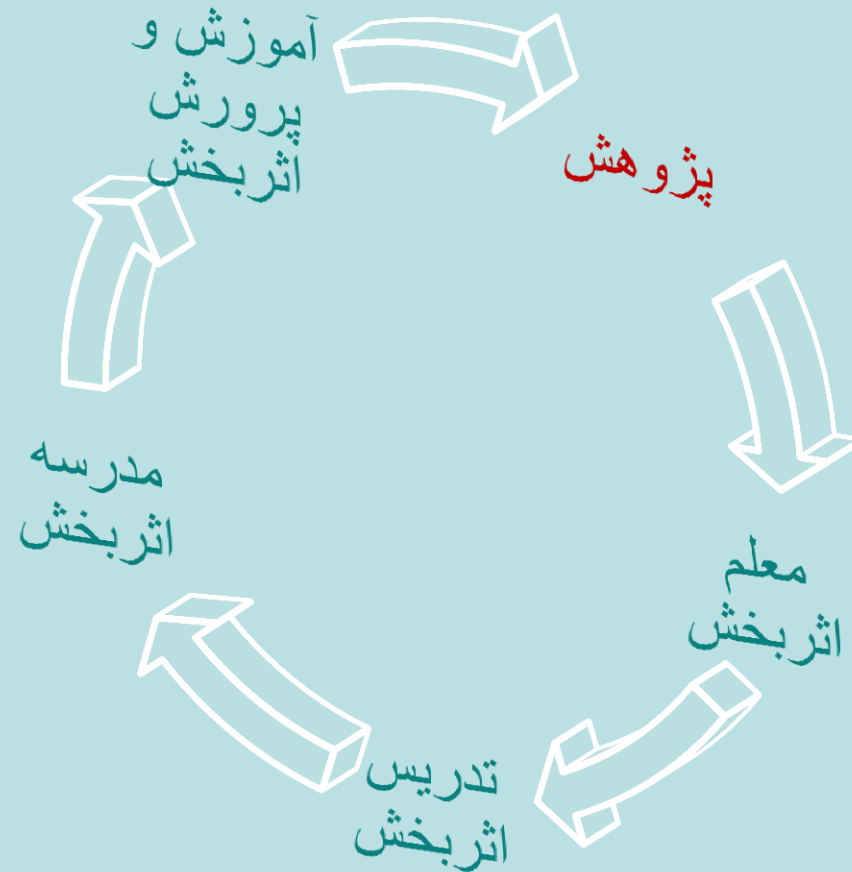 آموزش و
پرورش
اثربخش
پژوهش
معلم
اثربخش
تدریس
اثربخش
مدرسه
اثربخش